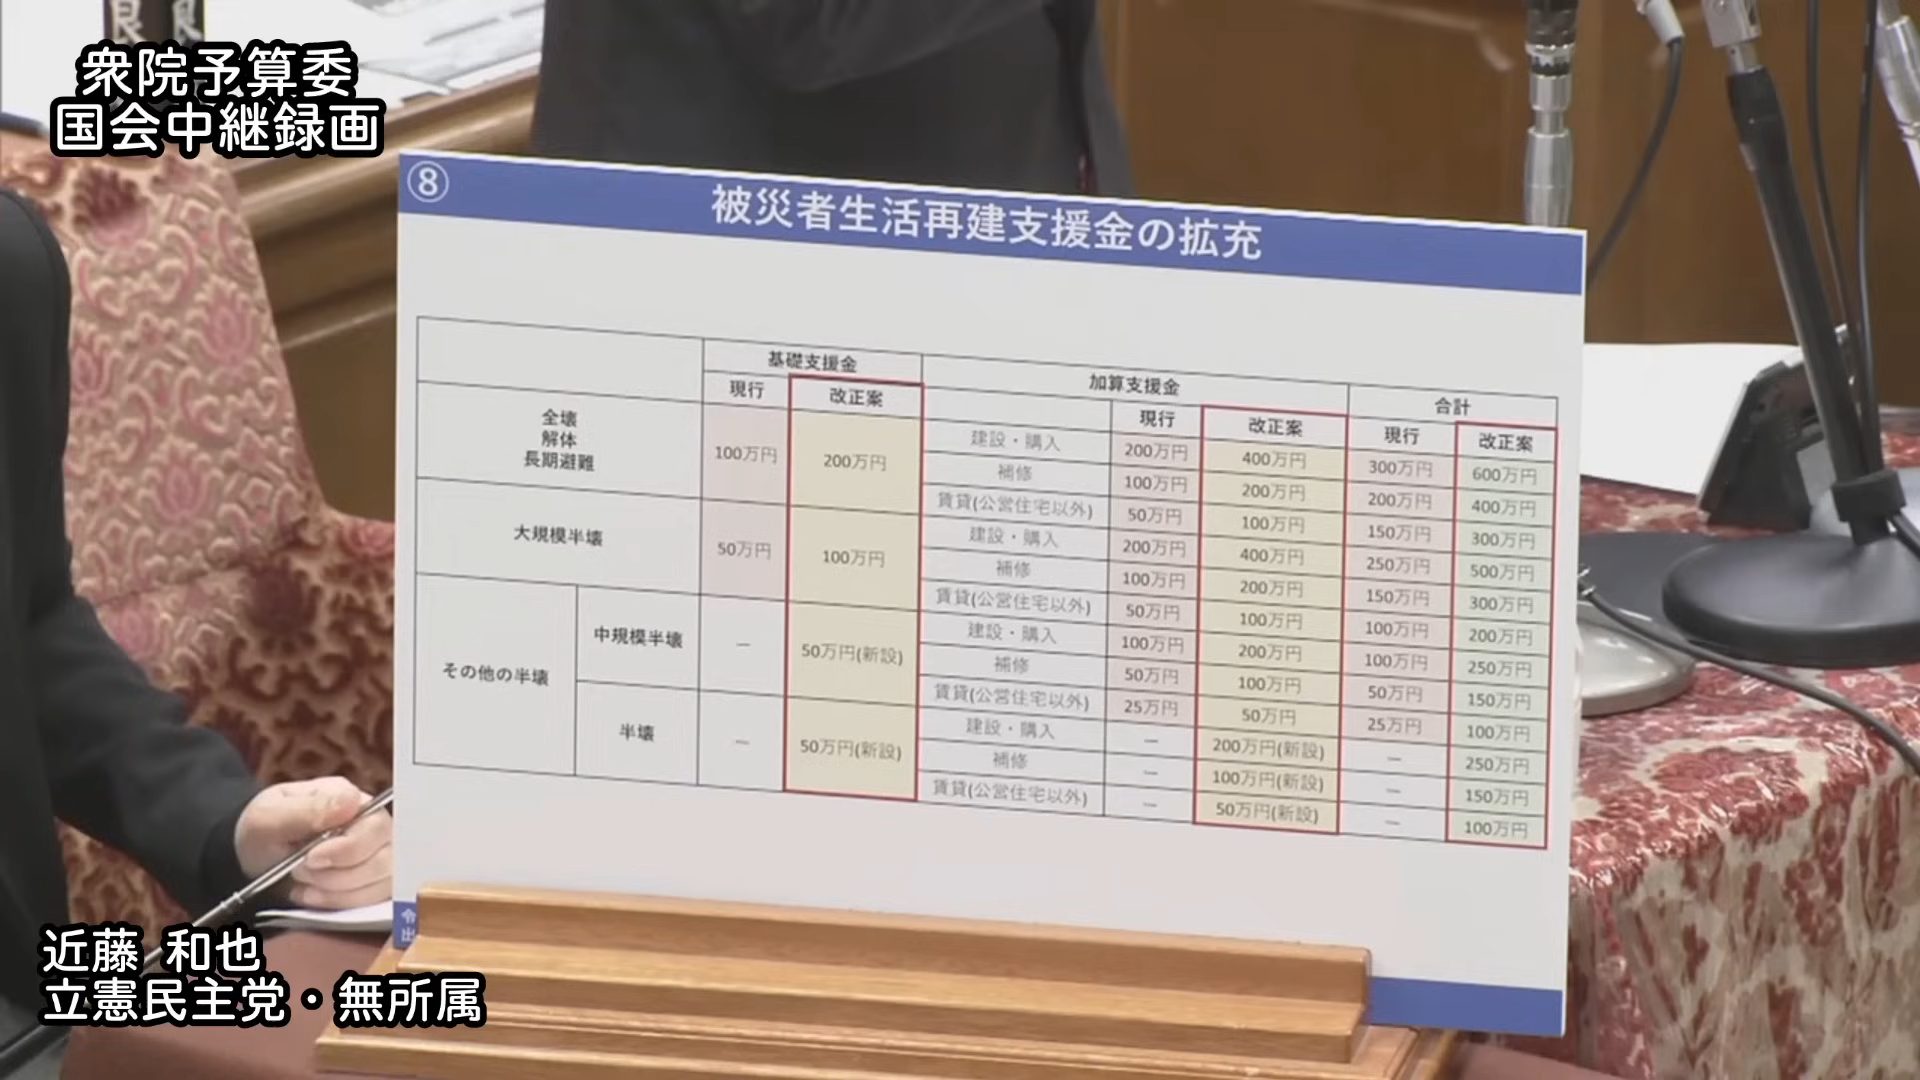 衆院予算委
国会中継録画
⑧
被災者生活再建支援金の拡充
基礎支援金
加算支援金
合計
現行
改正案
現行
改正案
現行
改正案
全壊
解体
長期避難
100万円
200万円
建設・購入
200万円
400万円
300万円
600万円
補修
100万円
200万円
200万円
400万円
賃貸(公営住宅以外)
50万円
100万円
150万円
300万円
大規模半壊
50万円
100万円
建設・購入
200万円
400万円
250万円
500万円
補修
100万円
200万円
150万円
300万円
賃貸(公営住宅以外)
50万円
100万円
100万円
200万円
その他の半壊
中規模半壊
―
50万円(新設)
建設・購入
100万円
200万円
100万円
250万円
補修
50万円
100万円
50万円
150万円
賃貸(公営住宅以外)
25万円
50万円
25万円
100万円
半壊
―
50万円(新設)
建設・購入
―
200万円(新設)
―
250万円
補修
―
100万円(新設)
―
150万円
賃貸(公営住宅以外)
―
50万円(新設)
―
100万円
令
出
近藤 和也
立憲民主党・無所属